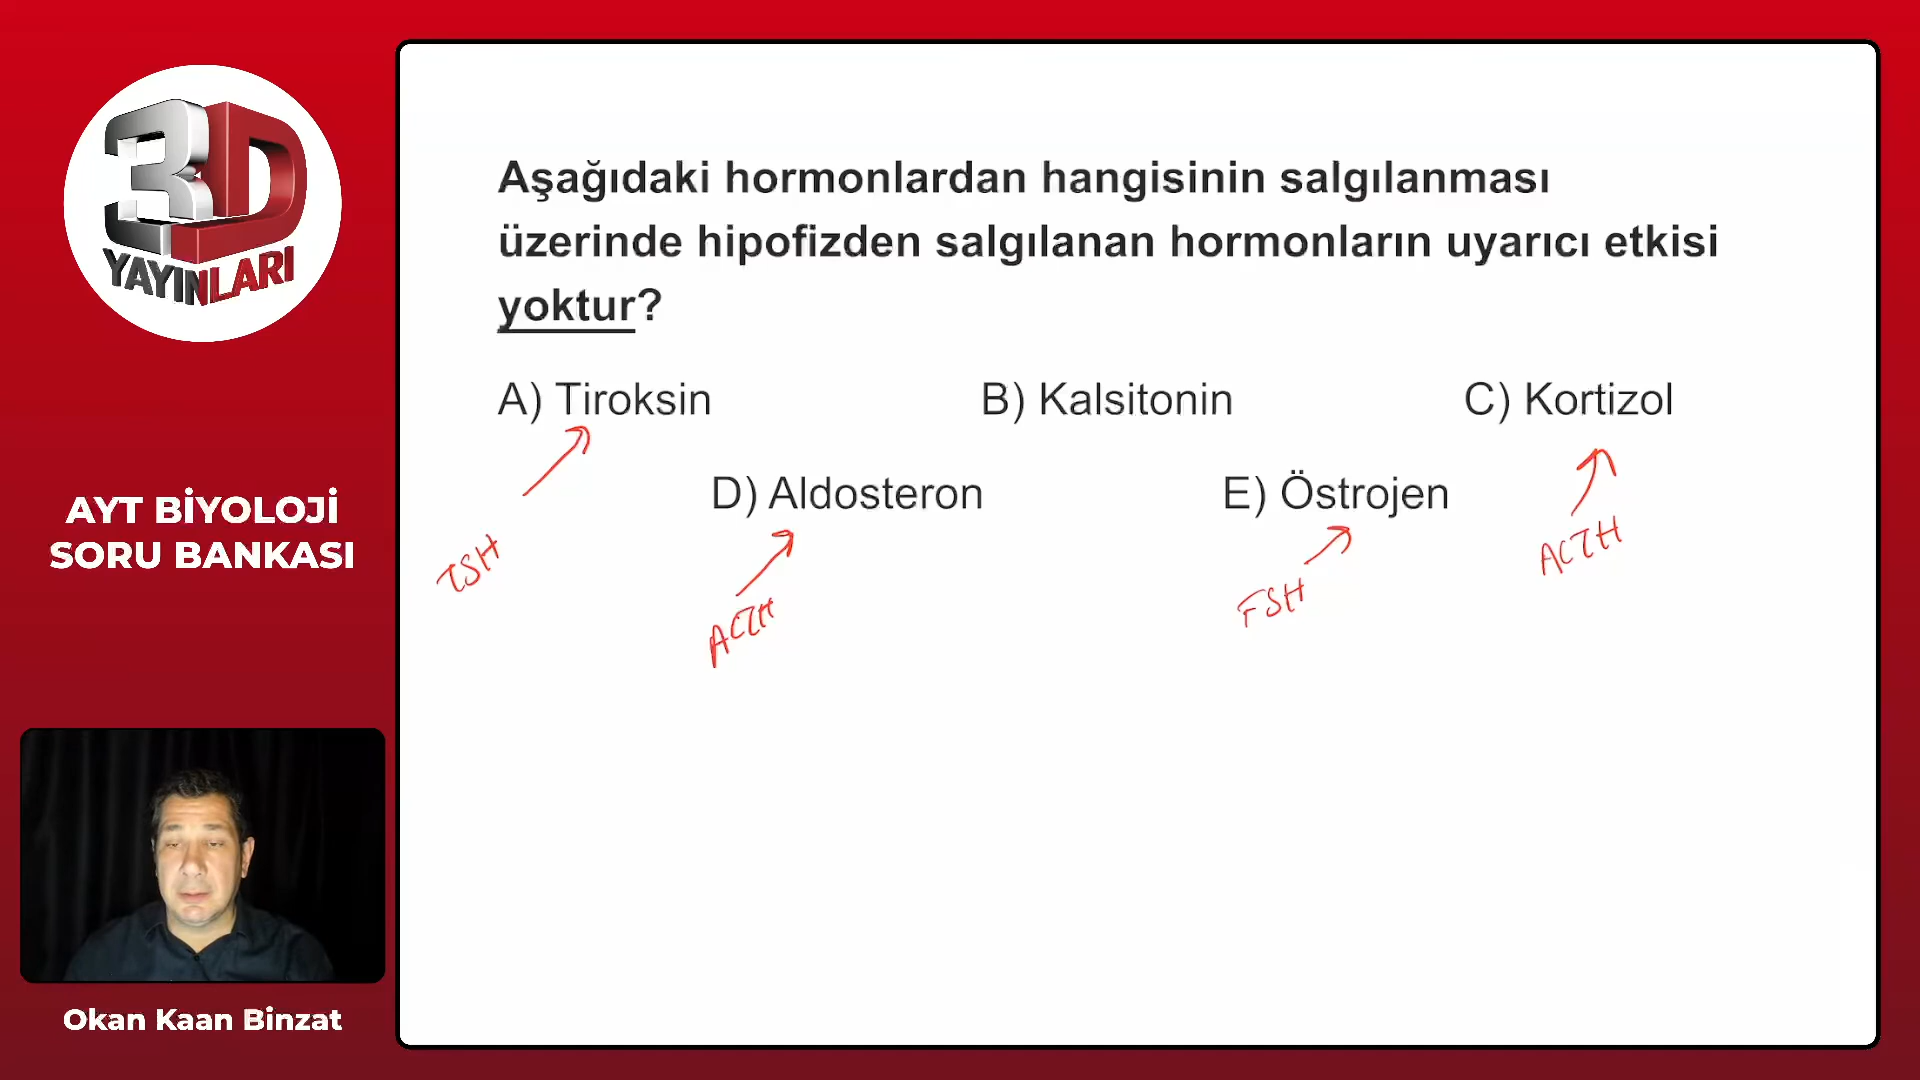 3D
YAYINLARI
AYT BİYOLOJİ
SORU BANKASI
Okan Kaan Binzat
Aşağıdaki hormonlardan hangisinin salgılanması
üzerinde hipofizden salgılanan hormonların uyarıcı etkisi
yoktur?
A) Tiroksin B) Kalsitonin C) Kortizol
D) Aldosteron E) Östrojen
TSH
ACTH
FSH
ACTH